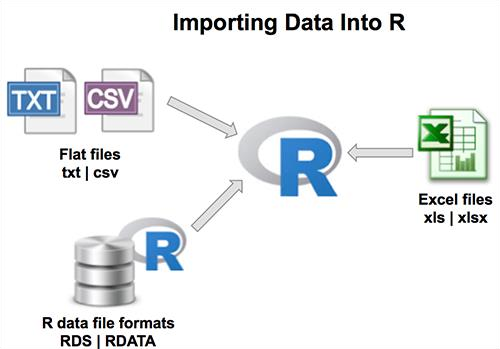 Importing Data Into R
TXT
CSV
Flat files
txt | csv
R
X
Excel files
xls | xlsx
R
R data file formats
RDS | RDATA